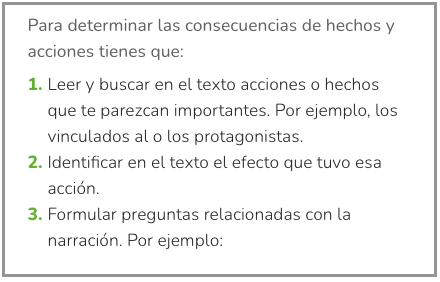 Para determinar las consecuencias de hechos y
acciones tienes que:
1. Leer y buscar en el texto acciones o hechos
que te parezcan importantes. Por ejemplo, los
vinculados al o los protagonistas.
2. Identificar en el texto el efecto que tuvo esa
acción.
3. Formular preguntas relacionadas con la
narración. Por ejemplo: